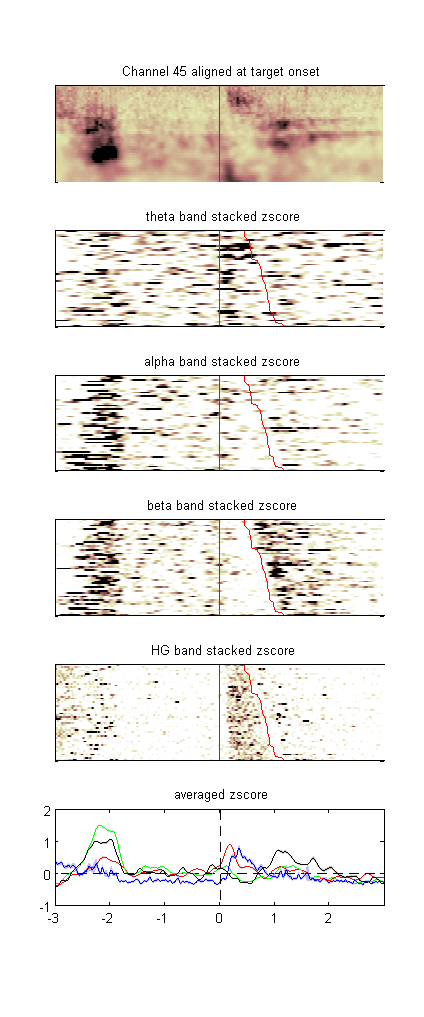 Channel 45 aligned at target onset
theta band stacked zscore
alpha band stacked zscore
beta band stacked zscore
HG band stacked zscore
averaged zscore
2
1
0
-1
-3 -2 -1 0 1 2